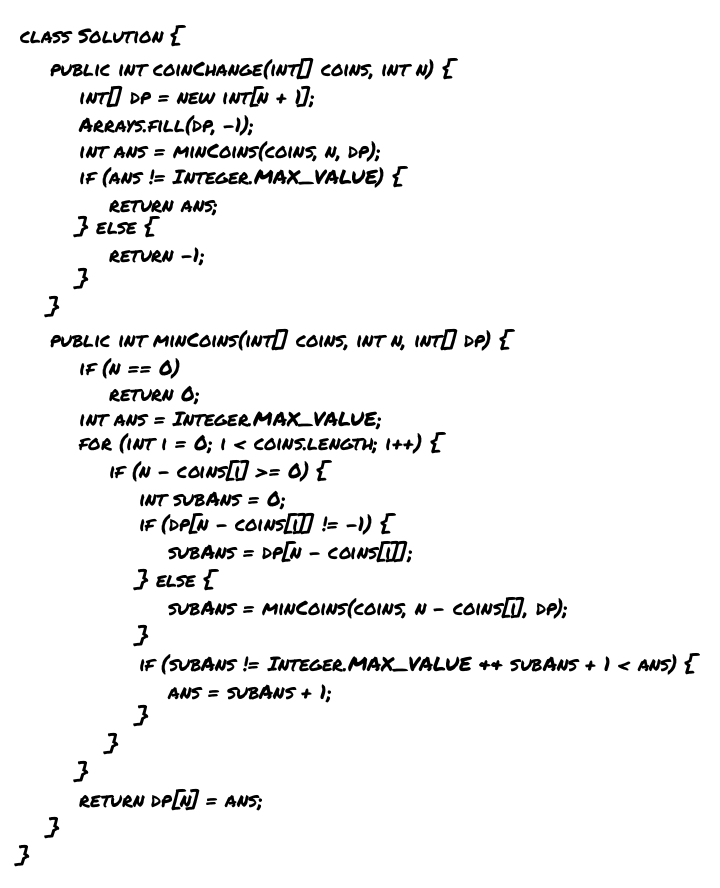 class Solution {
public int coinChange(int[] coins, int n) {
int[] dp = new int[n + 1];
Arrays.fill(dp, -1);
int ans = minCoins(coins, n, dp);
if (ans != Integer.MAX_VALUE) {
return ans;
} else {
return -1;
}
}
public int minCoins(int[] coins, int n, int[] dp) {
if (n == 0)
return 0;
int ans = Integer.MAX_VALUE;
for (int i = 0; i < coins.length; i++) {
if (n - coins[i] >= 0) {
int subAns = 0;
if (dp[n - coins[i]] != -1) {
subAns = dp[n - coins[i]];
} else {
subAns = minCoins(coins, n - coins[i], dp);
}
if (subAns != Integer.MAX_VALUE && subAns + 1 < ans) {
ans = subAns + 1;
}
}
}
return dp[n] = ans;
}
}